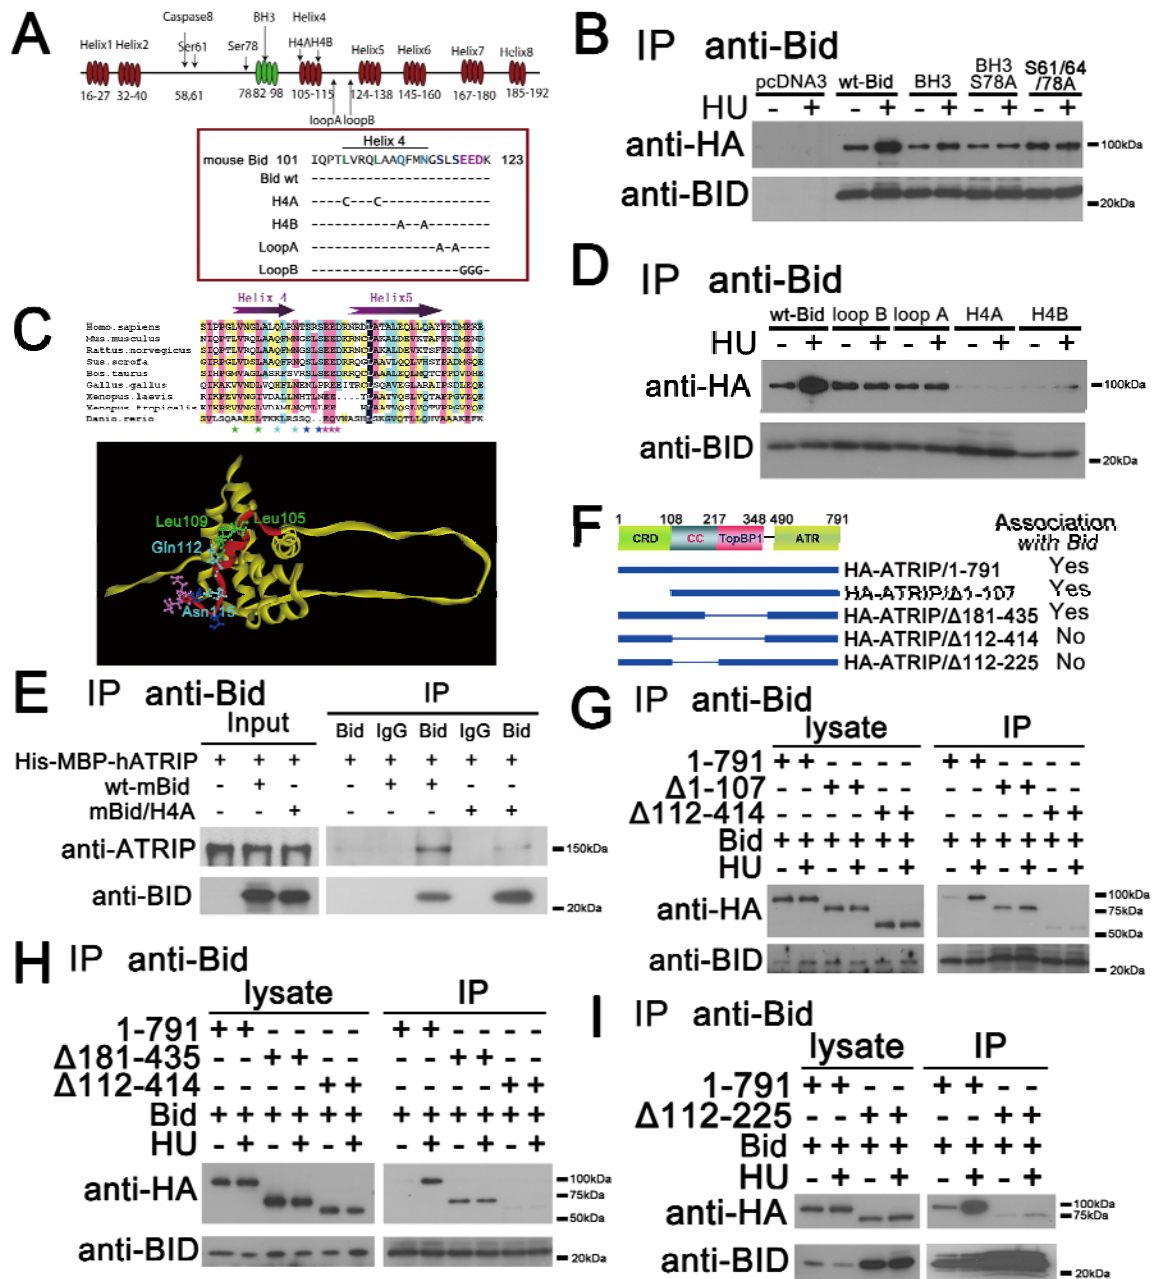 A
Caspase8
BH3
Helix4
Helix1 Helix2
Ser61
Ser78
H4A H4B
Helix5
Helix6
Helix7
Helix8
16-27
32-40
58,61
78
82-98
105-115
124-138
145-160
167-180
185-192
loopA loopB
Helix 4
mouse Bid 101 IQPTLVRQLAAQFMNGSLSEEDK 123
Bid wt -----------------------
H4A ----C---C--------------
H4B -----------A--A--------
LoopA ----------------A-A----
LoopB -------------------GGG-
B
IP anti-Bid
pcDNA3 wt-Bid BH3 BH3 S78A S61/64 /78A
HU - + - + - + - + - +
anti-HA
100kDa
anti-BID
20kDa
C
Helix 4
Helix5
Homo.sapiens
Mus.musculus
Rattus.norvegicus
Sus.scrofa
Bos.taurus
Gallus.gallus
Xenopus.laevis
Xenopus.tropicalis
Danio.rerio
Leu109
Leu105
Gln112
Asn115
D
IP anti-Bid
wt-Bid loop B loop A H4A H4B
HU - + - + - + - + - +
anti-HA
100kDa
anti-BID
20kDa
E
IP anti-Bid
Input
IP
Bid IgG Bid IgG Bid
His-MBP-hATRIP + + + + + + + +
wt-mBid - + - - + + - -
mBid/H4A - - + - - - + +
anti-ATRIP
150kDa
anti-BID
20kDa
F
1 108 217 348 490 791
CRD CC TopBP1 ATR
Association
with Bid
HA-ATRIP/1-791 Yes
HA-ATRIP/Δ1-107 Yes
HA-ATRIP/Δ181-435 Yes
HA-ATRIP/Δ112-414 No
HA-ATRIP/Δ112-225 No
G
IP anti-Bid
lysate
IP
1-791 + + - - - - + + - - - -
Δ1-107 - - + + - - - - + + - -
Δ112-414 - - - - + + - - - - + +
Bid + + + + + + + + + + + +
HU - + - + - + - + - + - +
anti-HA
100kDa
75kDa
50kDa
anti-BID
20kDa
H
IP anti-Bid
lysate
IP
1-791 + + - - - - + + - - - -
Δ181-435 - - + + - - - - + + - -
Δ112-414 - - - - + + - - - - + +
Bid + + + + + + + + + + + +
HU - + - + - + - + - + - +
anti-HA
100kDa
75kDa
50kDa
anti-BID
20kDa
I
IP anti-Bid
lysate
IP
1-791 + + - - + + - -
Δ112-225 - - + + - - + +
Bid + + + + + + + +
HU - + - + - + - +
anti-HA
100kDa
75kDa
anti-BID
20kDa